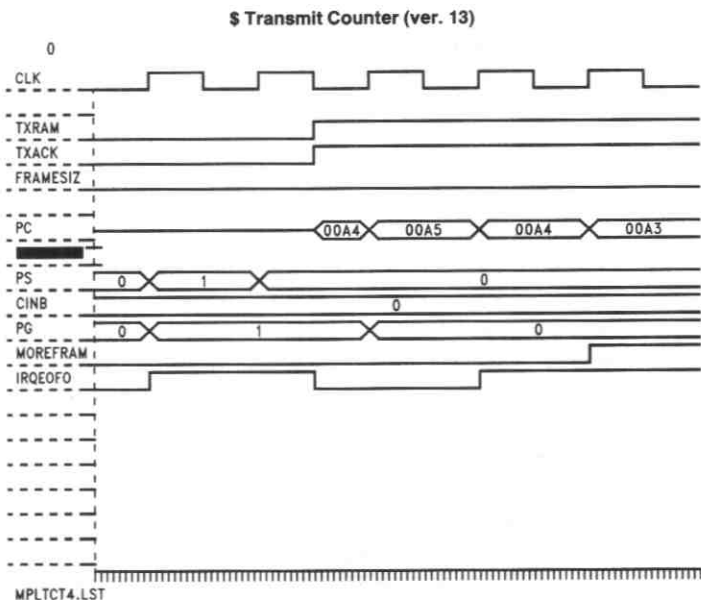 $ Transmit Counter (ver. 13)
0
CLK
TXRAM
TXACK
FRAMESIZ
PC 00A4 00A5 00A4 00A3
PS 0 1 0
CINB 0
PG 0 1 0
MOREFRAM
IRQEOFO
MPLTCT4.LST